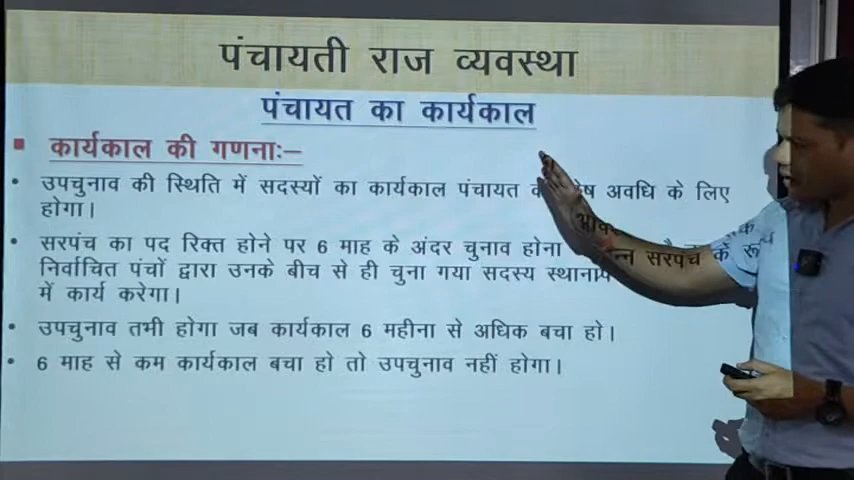 पंचायती राज व्यवस्था
पंचायत का कार्यकाल
कार्यकाल की गणनाः–
उपचुनाव की स्थिति में सदस्यों का कार्यकाल पंचायत अवधि के लिए
होगा।
सरपंच का पद रिक्त होने पर 6 माह के अंदर चुनाव होना
निर्वाचित पंचों द्वारा उनके बीच से ही चुना गया सदस्य सरपंच के
में कार्य करेगा।
उपचुनाव तभी होगा जब कार्यकाल 6 महीना से अधिक बचा हो।
6 माह से कम कार्यकाल बचा हो तो उपचुनाव नहीं होगा।